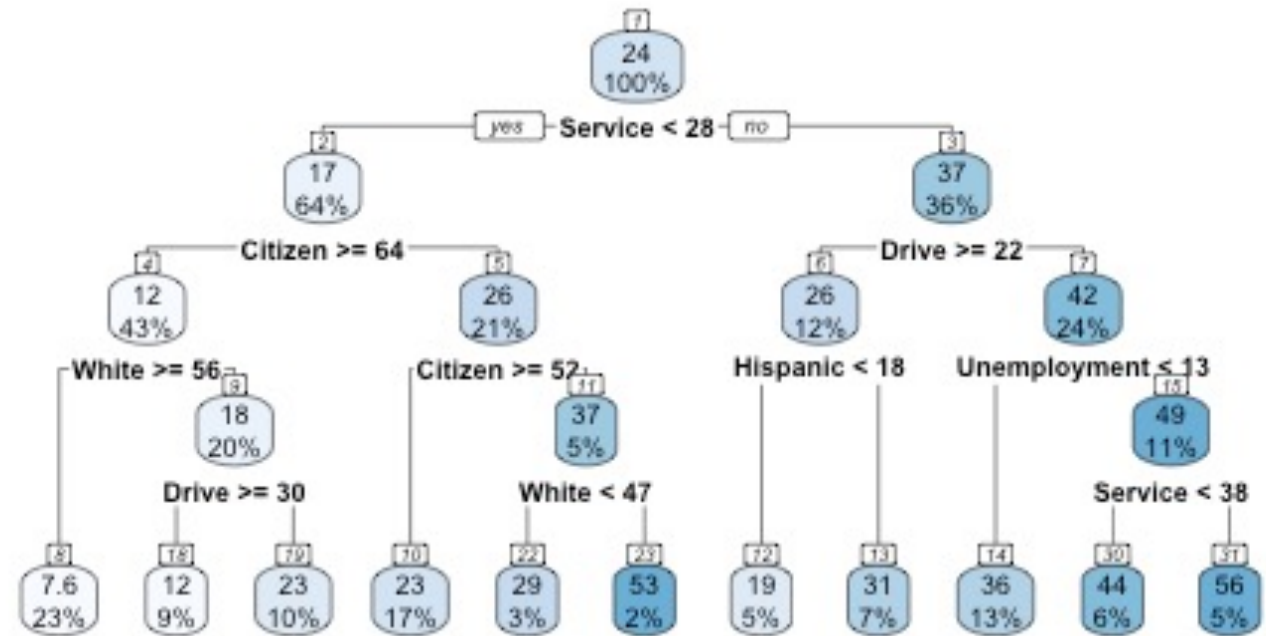 1
24
100%
yes Service < 28 no
2 3
17 37
64% 36%
Citizen >= 64 Drive >= 22
4 5 6 7
12 26 26 42
43% 21% 12% 24%
White >= 56 Citizen >= 52 Hispanic < 18 Unemployment < 13
9 11 15
18 37 49
20% 5% 11%
Drive >= 30 White < 47 Service < 38
8 18 19 10 22 23 12 13 14 30 31
7.6 12 23 23 29 53 19 31 36 44 56
23% 9% 10% 17% 3% 2% 5% 7% 13% 6% 5%